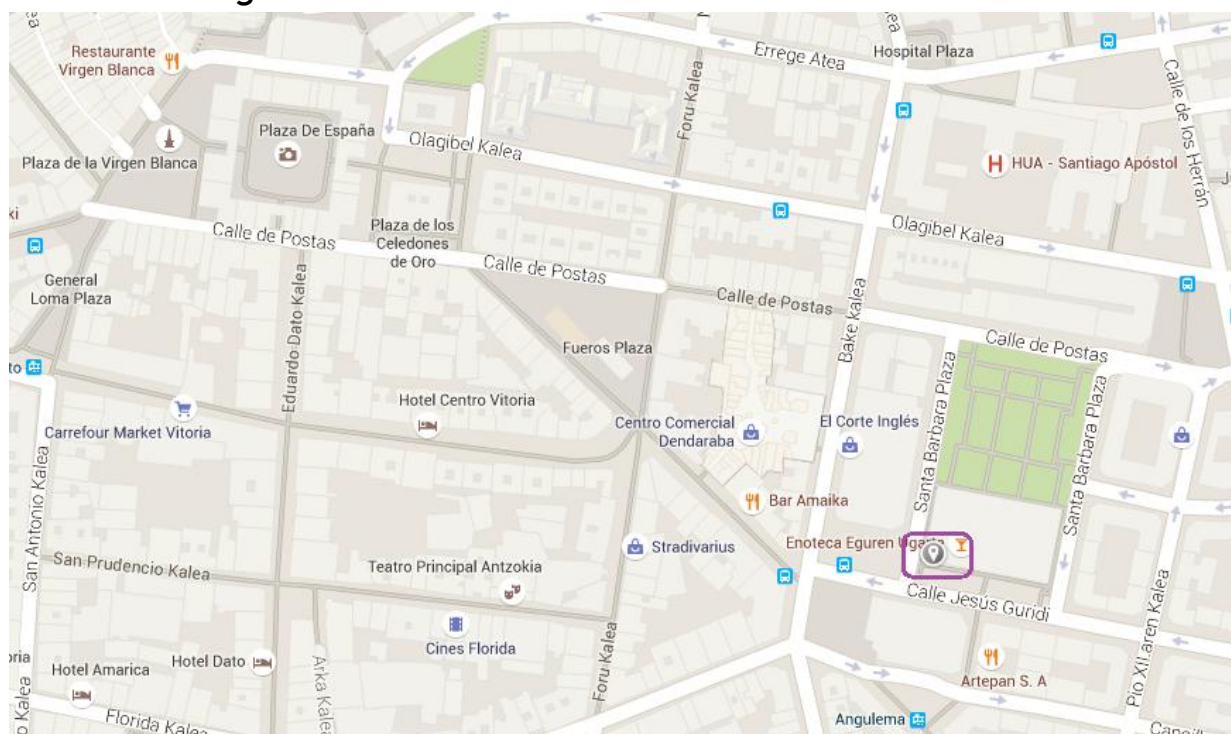 Restaurante
Virgen Blanca
Errege Atea
Hospital Plaza
Calle de los Herrán
Foru Kalea
Plaza De España
Olagibel Kalea
Plaza de la Virgen Blanca
HUA - Santiago Apóstol
ki
Calle de Postas
Plaza de los
Celedones
de Oro
Calle de Postas
Olagibel Kalea
General
Loma Plaza
Eduardo Dato Kalea
Calle de Postas
Bake Kalea
Calle de Postas
Fueros Plaza
to
Santa Barbara Plaza
Santa Barbara Plaza
Carrefour Market Vitoria
Hotel Centro Vitoria
Centro Comercial
Dendaraba
El Corte Inglés
Bar Amaika
San Antonio Kalea
Stradivarius
Enoteca Eguren Ugarte
San Prudencio Kalea
Teatro Principal Antzokia
Calle Jesús Guridi
Cines Florida
Foru Kalea
Pio XII.aren Kalea
oria
Hotel Amarica
Hotel Dato
Arka Kalea
Artepan S. A
o Kalea
Florida Kalea
Angulema